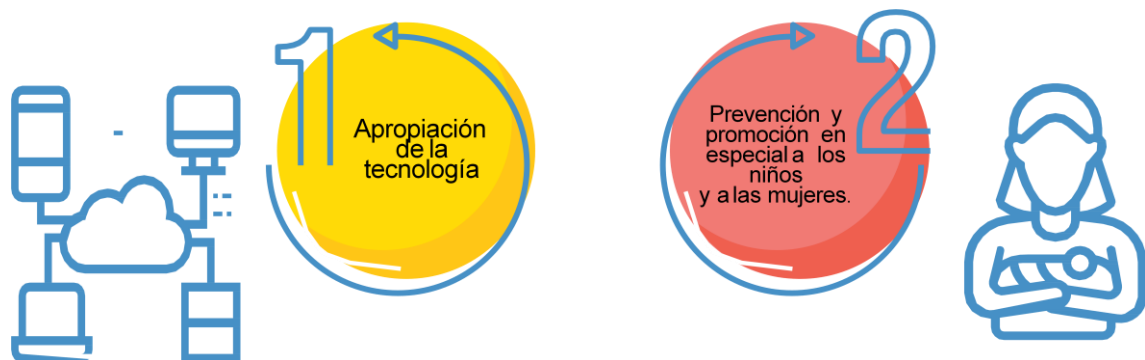 1
Apropiación
de la
tecnología
2
Prevención y
promoción en
especial a los
niños
y a las mujeres.